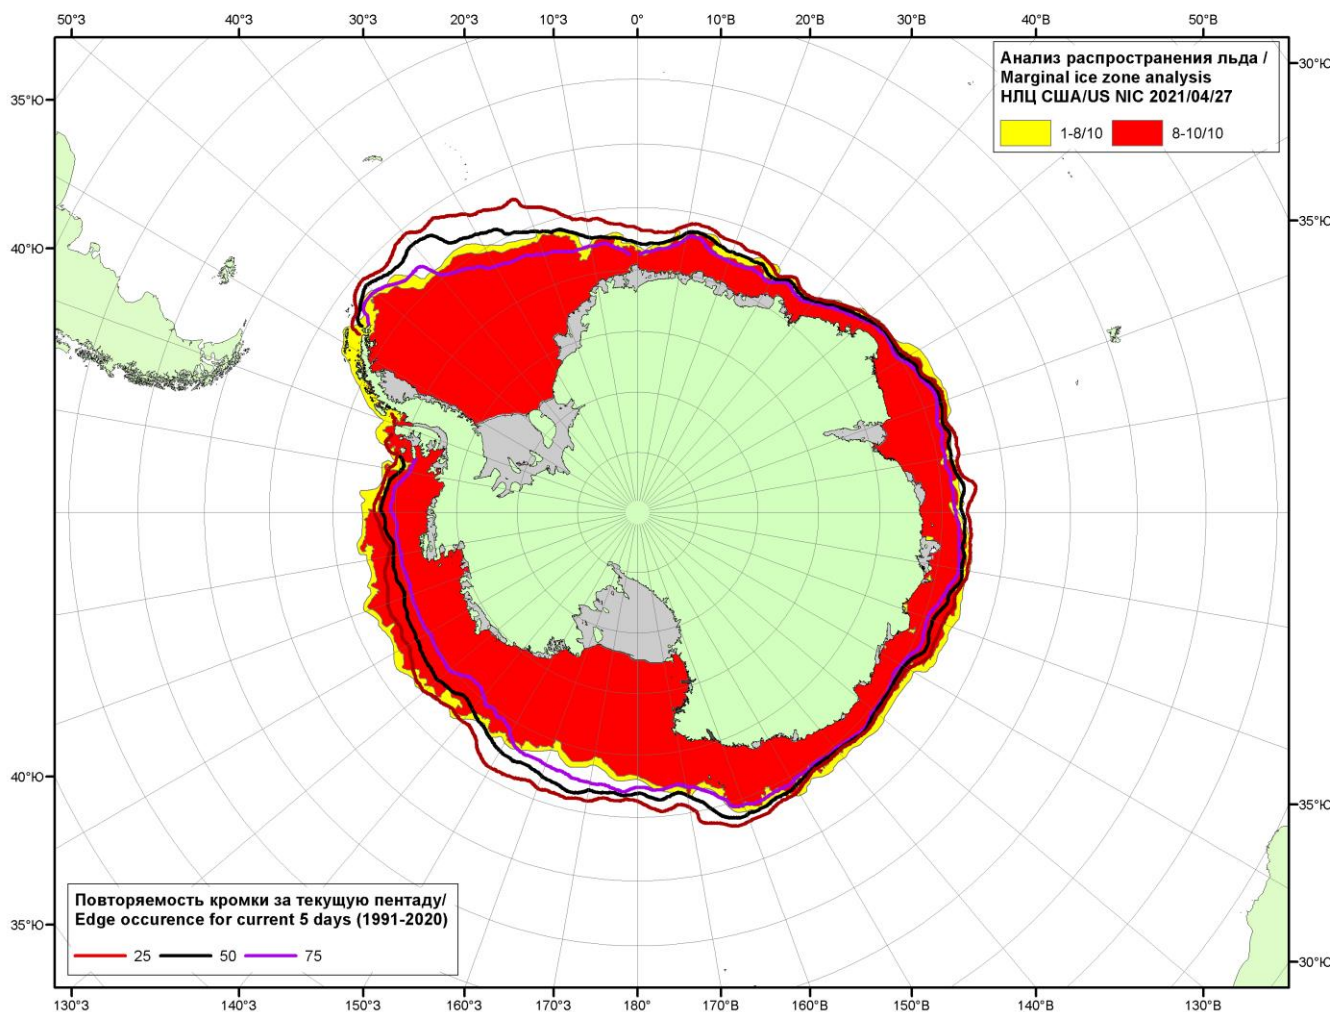 50°З 40°З 30°З 20°З 10°З 0° 10°В 20°В 30°В 40°В 50°В
Анализ распространения льда /
Marginal ice zone analysis
НЛЦ США/US NIC 2021/04/27
1-8/10 8-10/10
30°Ю
35°Ю
35°Ю
40°Ю
40°Ю
35°Ю
35°Ю
30°Ю
Повторяемость кромки за текущую пентаду/
Edge occurence for current 5 days (1991-2020)
25 50 75
130°З 140°З 150°З 160°З 170°З 180° 170°В 160°В 150°В 140°В 130°В